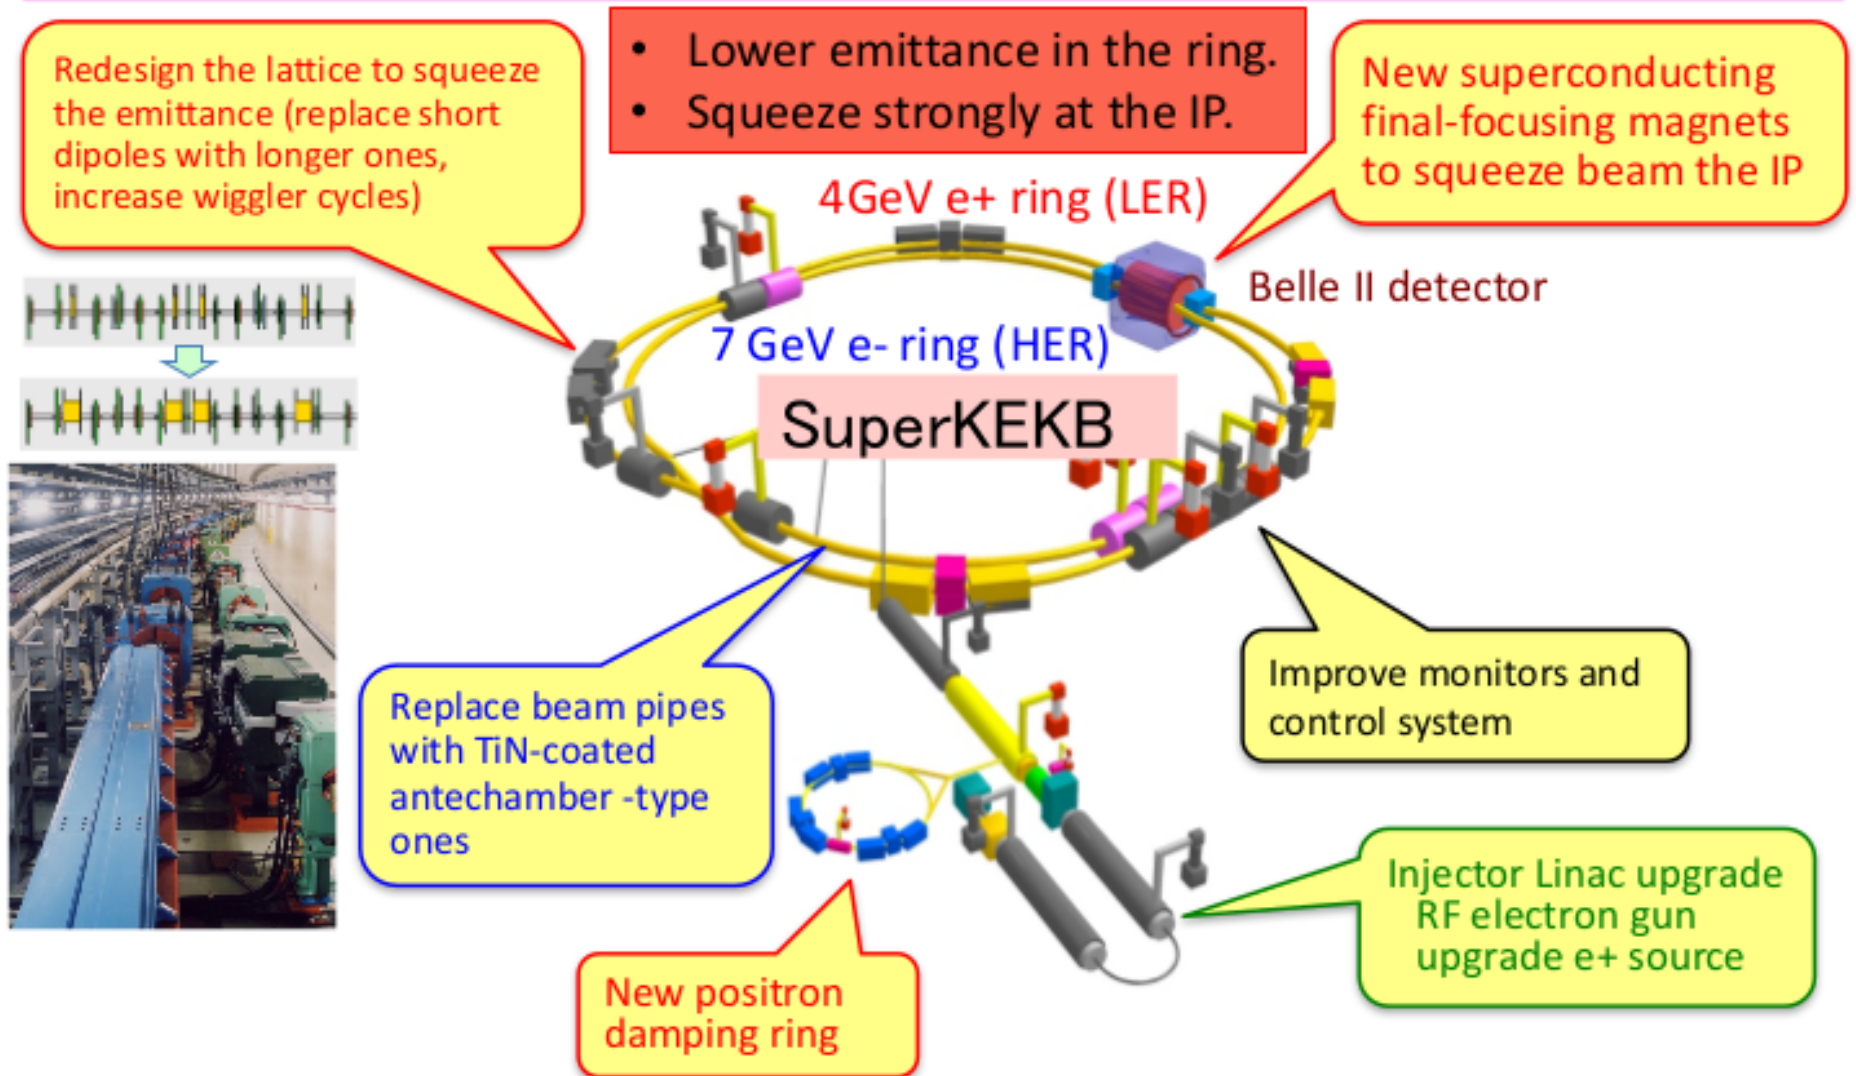 Redesign the lattice to squeeze
the emittance (replace short
dipoles with longer ones,
increase wiggler cycles)
• Lower emittance in the ring.
• Squeeze strongly at the IP.
New superconducting
final-focusing magnets
to squeeze beam the IP
4GeV e+ ring (LER)
Belle II detector
7 GeV e- ring (HER)
SuperKEKB
Replace beam pipes
with TiN-coated
antechamber -type
ones
Improve monitors and
control system
Injector Linac upgrade
RF electron gun
upgrade e+ source
New positron
damping ring